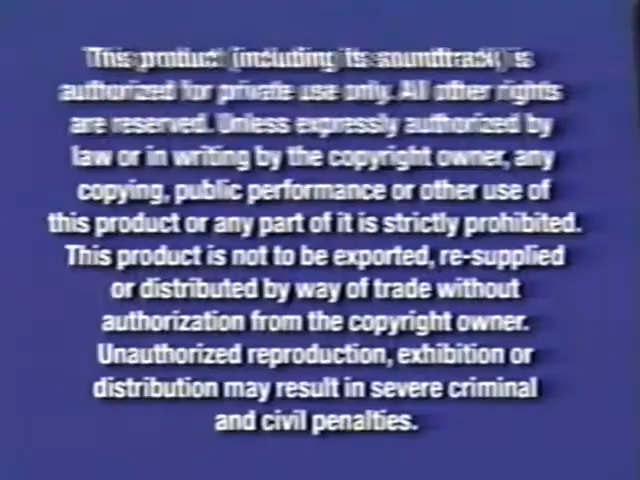 This product (including its soundtrack) is
authorized for private use only. All other rights
are reserved. Unless expressly authorized by
law or in writing by the copyright owner, any
copying, public performance or other use of
this product or any part of it is strictly prohibited.
This product is not to be exported, re-supplied
or distributed by way of trade without
authorization from the copyright owner.
Unauthorized reproduction, exhibition or
distribution may result in severe criminal
and civil penalties.